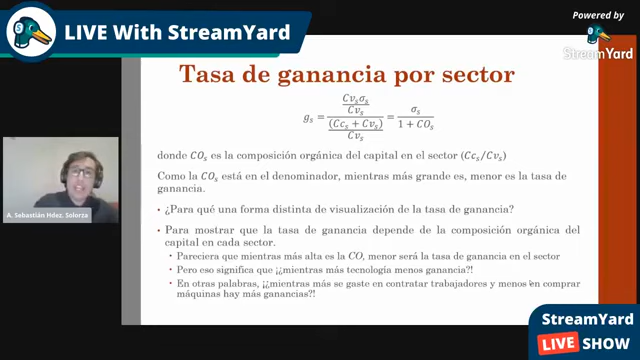 LIVE With StreamYard
Powered by
StreamYard
Tasa de ganancia por sector
g_s = \frac{\frac{Cv_s σ_s}{Cv_s}}{\frac{(Cc_s + Cv_s)}{Cv_s}} = \frac{σ_s}{1 + CO_s}
donde CO_s es la composición orgánica del capital en el sector (Cc_s/Cv_s)
Como la CO_s está en el denominador, mientras más grande es, menor es la tasa de
ganancia.
• ¿Para qué una forma distinta de visualización de la tasa de ganancia?
• Para mostrar que la tasa de ganancia depende de la composición orgánica del
capital en cada sector.
• Pareciera que mientras más alta es la CO, menor será la tasa de ganancia en el sector
• Pero eso significa que ¡¿mientras más tecnología menos ganancia?!
• En otras palabras, ¡¿mientras más se gaste en contratar trabajadores y menos en comprar
máquinas hay más ganancias?!
A. Sebastián Hdez. Solorza
StreamYard
LIVE SHOW